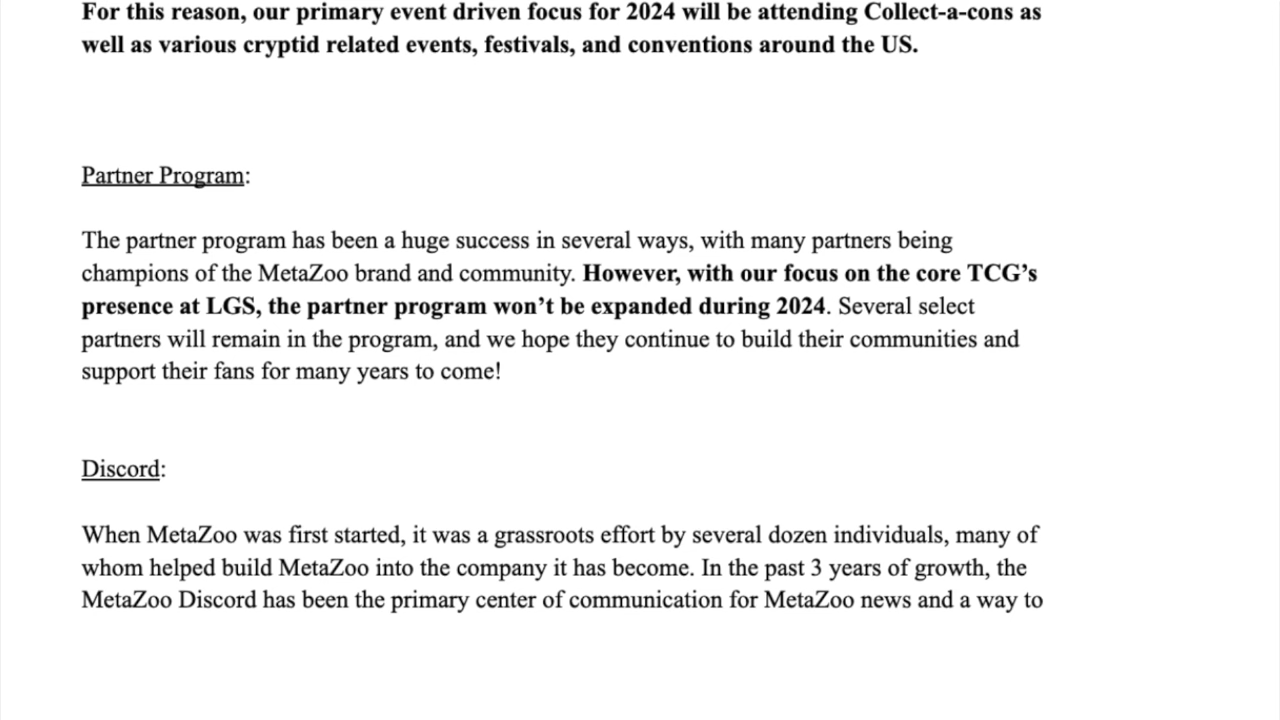 For this reason, our primary event driven focus for 2024 will be attending Collect-a-cons as
well as various cryptid related events, festivals, and conventions around the US.
Partner Program:
The partner program has been a huge success in several ways, with many partners being
champions of the MetaZoo brand and community. However, with our focus on the core TCG’s
presence at LGS, the partner program won’t be expanded during 2024. Several select
partners will remain in the program, and we hope they continue to build their communities and
support their fans for many years to come!
Discord:
When MetaZoo was first started, it was a grassroots effort by several dozen individuals, many of
whom helped build MetaZoo into the company it has become. In the past 3 years of growth, the
MetaZoo Discord has been the primary center of communication for MetaZoo news and a way to